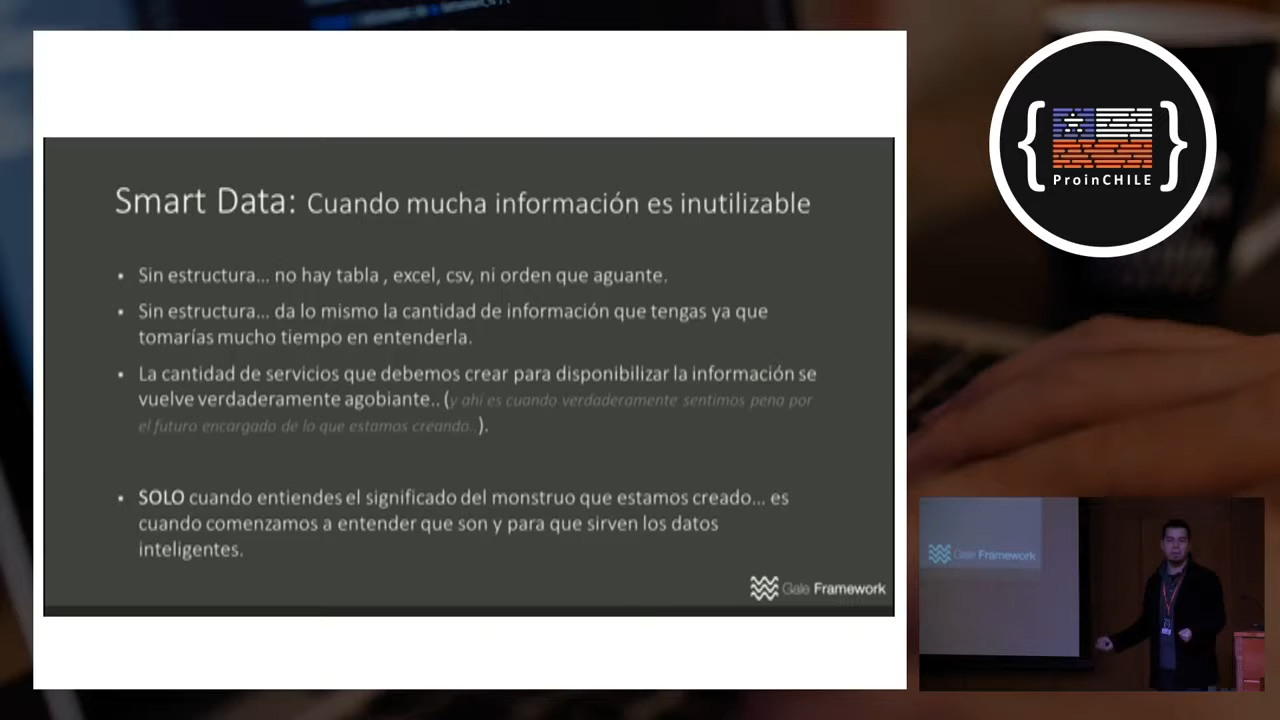 Smart Data: Cuando mucha información es inutilizable
• Sin estructura... no hay tabla , excel, csv, ni orden que aguante.
• Sin estructura... da lo mismo la cantidad de información que tengas ya que
tomarías mucho tiempo en entenderla.
• La cantidad de servicios que debemos crear para disponibilizar la información se
vuelve verdaderamente agobiante.. (y ahí es cuando verdaderamente sentimos pena por
el futuro encargado de lo que estamos creando..).
• SOLO cuando entiendes el significado del monstruo que estamos creado... es
cuando comenzamos a entender que son y para que sirven los datos
inteligentes.
Gale Framework
{ProinCHILE}
Gale Framework